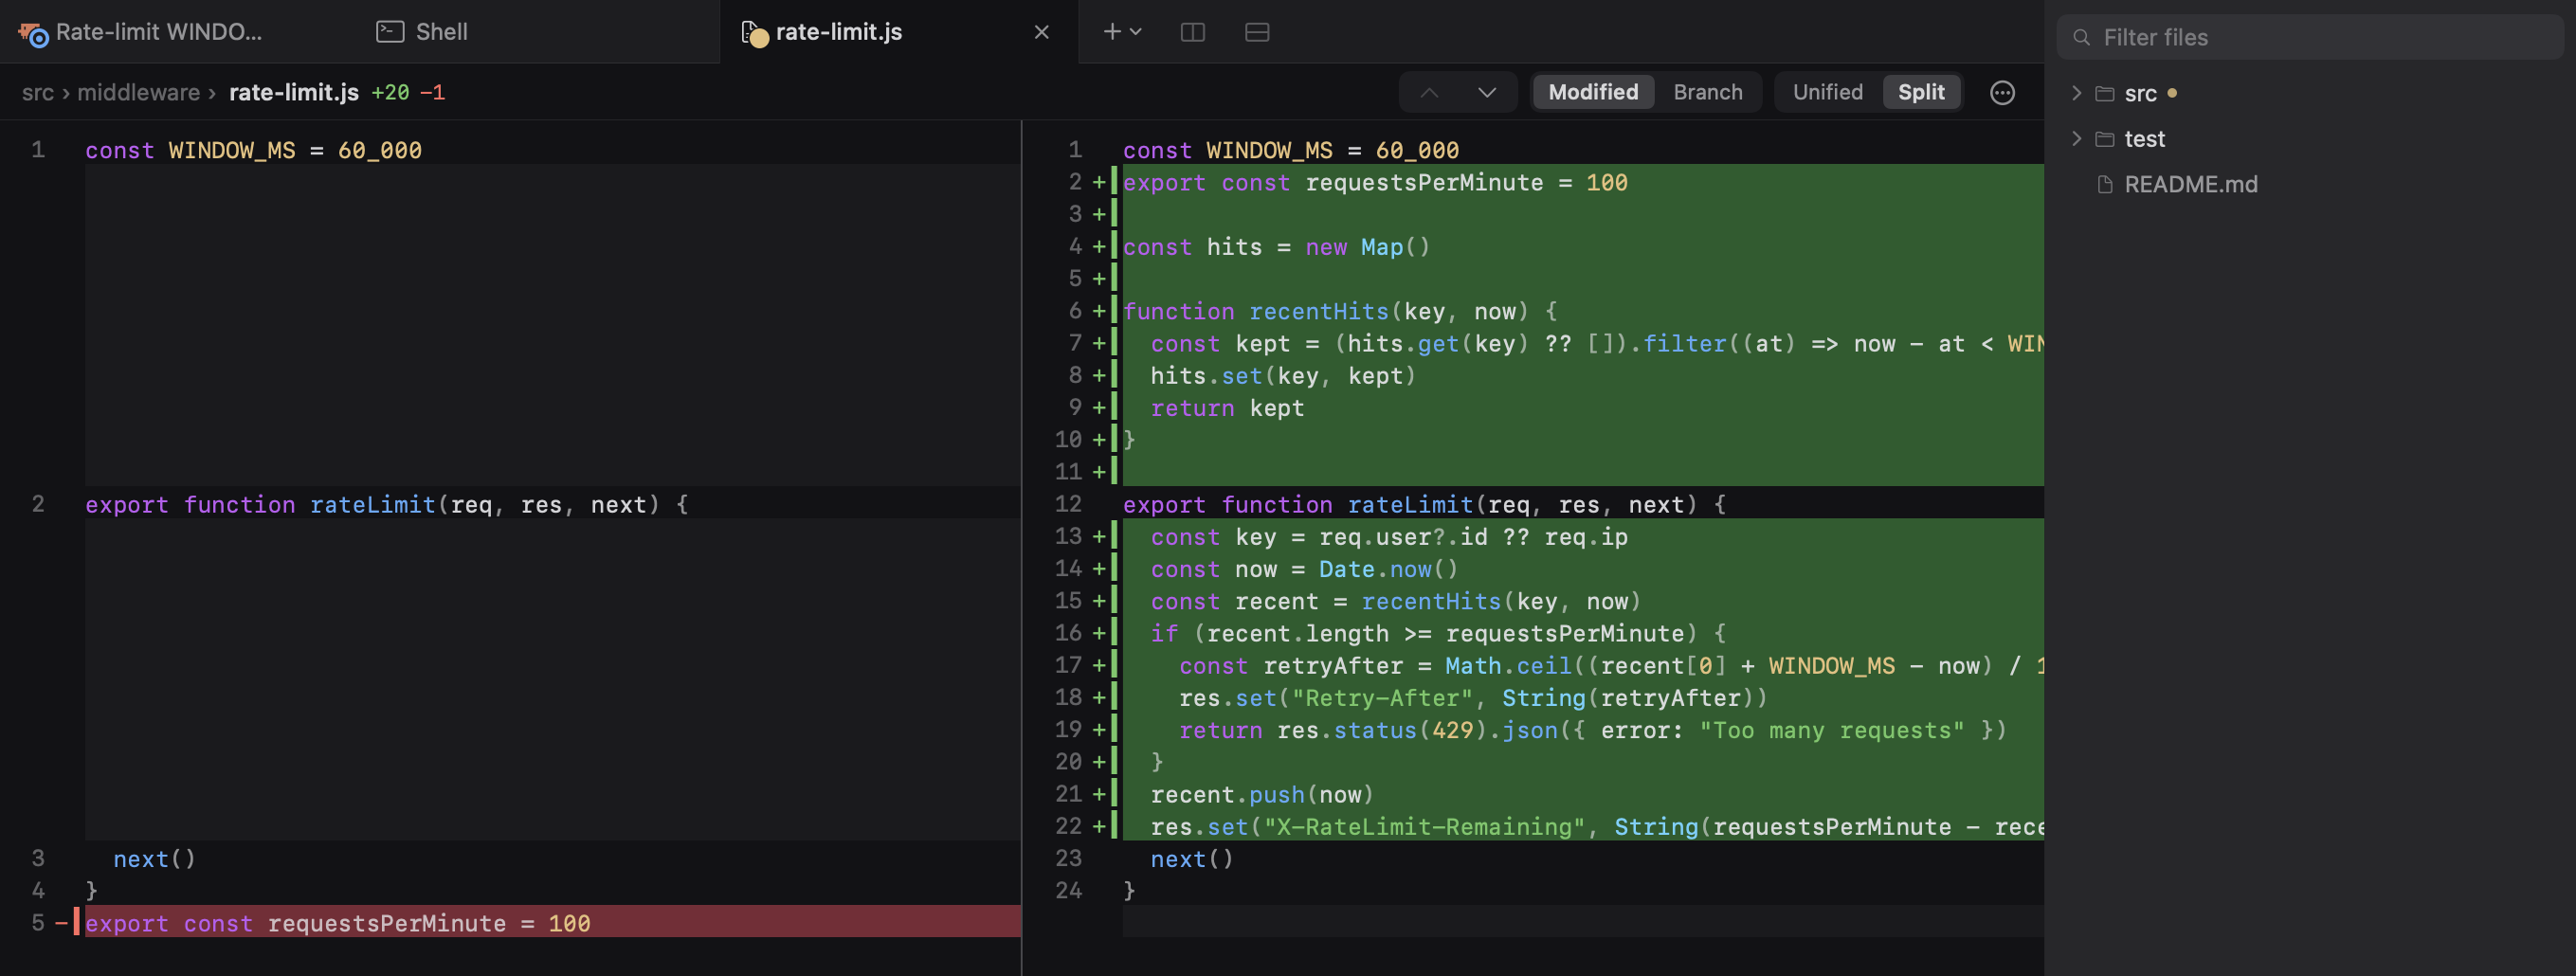 Rate-limit WINDO...
Shell
rate-limit.js
Filter files
src › middleware › rate-limit.js +20 −1
Modified Branch
Unified Split
src
test
README.md
1 const WINDOW_MS = 60_000
2 export function rateLimit(req, res, next) {
3   next()
4 }
5 − export const requestsPerMinute = 100
1 const WINDOW_MS = 60_000
2 + export const requestsPerMinute = 100
3 +
4 + const hits = new Map()
5 +
6 + function recentHits(key, now) {
7 +   const kept = (hits.get(key) ?? []).filter((at) => now - at < WIN
8 +   hits.set(key, kept)
9 +   return kept
10 + }
11 +
12 export function rateLimit(req, res, next) {
13 +   const key = req.user?.id ?? req.ip
14 +   const now = Date.now()
15 +   const recent = recentHits(key, now)
16 +   if (recent.length >= requestsPerMinute) {
17 +     const retryAfter = Math.ceil((recent[0] + WINDOW_MS - now) / 1
18 +     res.set("Retry-After", String(retryAfter))
19 +     return res.status(429).json({ error: "Too many requests" })
20 +   }
21 +   recent.push(now)
22 +   res.set("X-RateLimit-Remaining", String(requestsPerMinute - rece
23   next()
24 }